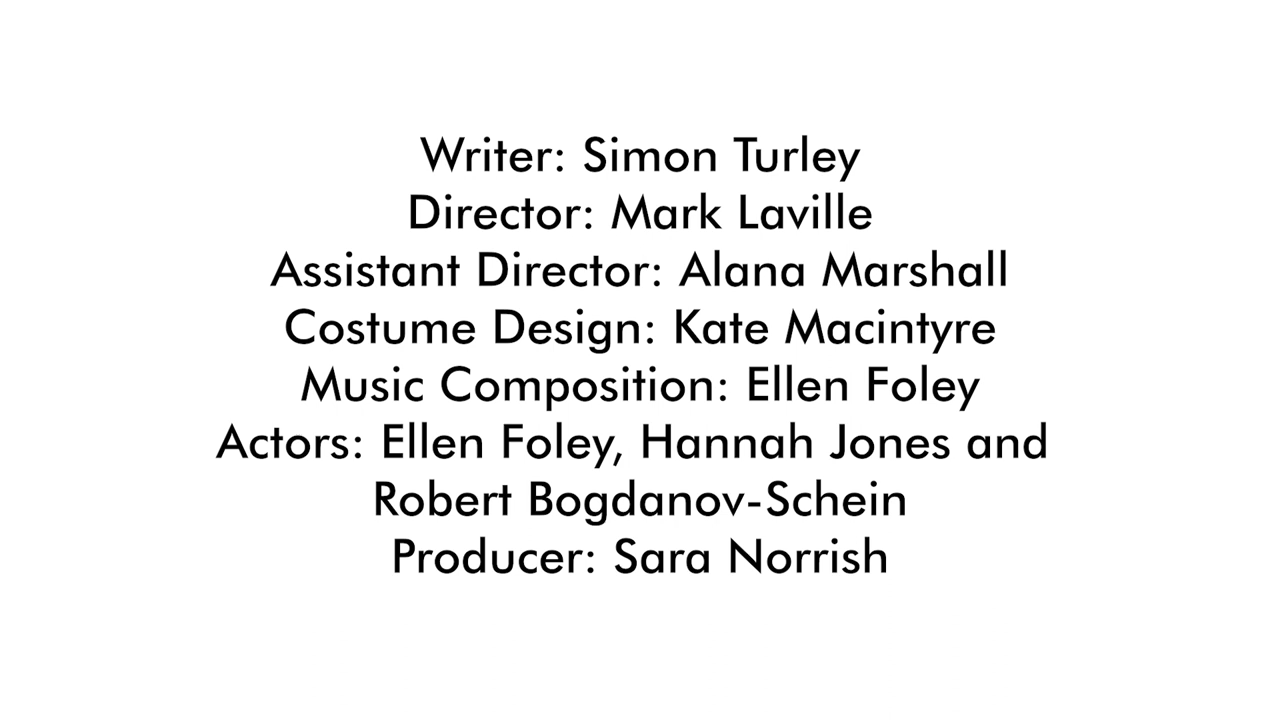 Writer: Simon Turley
Director: Mark Laville
Assistant Director: Alana Marshall
Costume Design: Kate Macintyre
Music Composition: Ellen Foley
Actors: Ellen Foley, Hannah Jones and
Robert Bogdanov-Schein
Producer: Sara Norrish